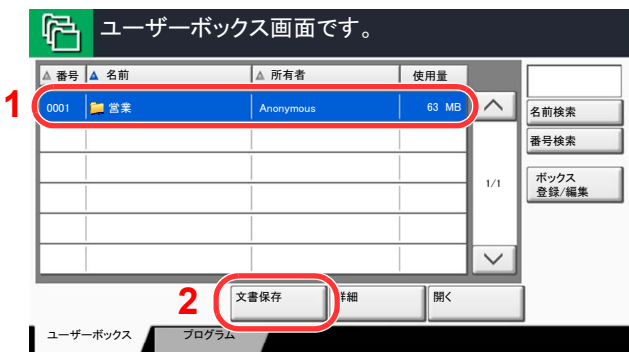 ユーザーボックス画面です。
番号 名前 所有者 使用量
1
0001 営業 Anonymous 63 MB
名前検索
番号検索
1/1
ボックス
登録/編集
2
文書保存 詳細 開く
ユーザーボックス プログラム